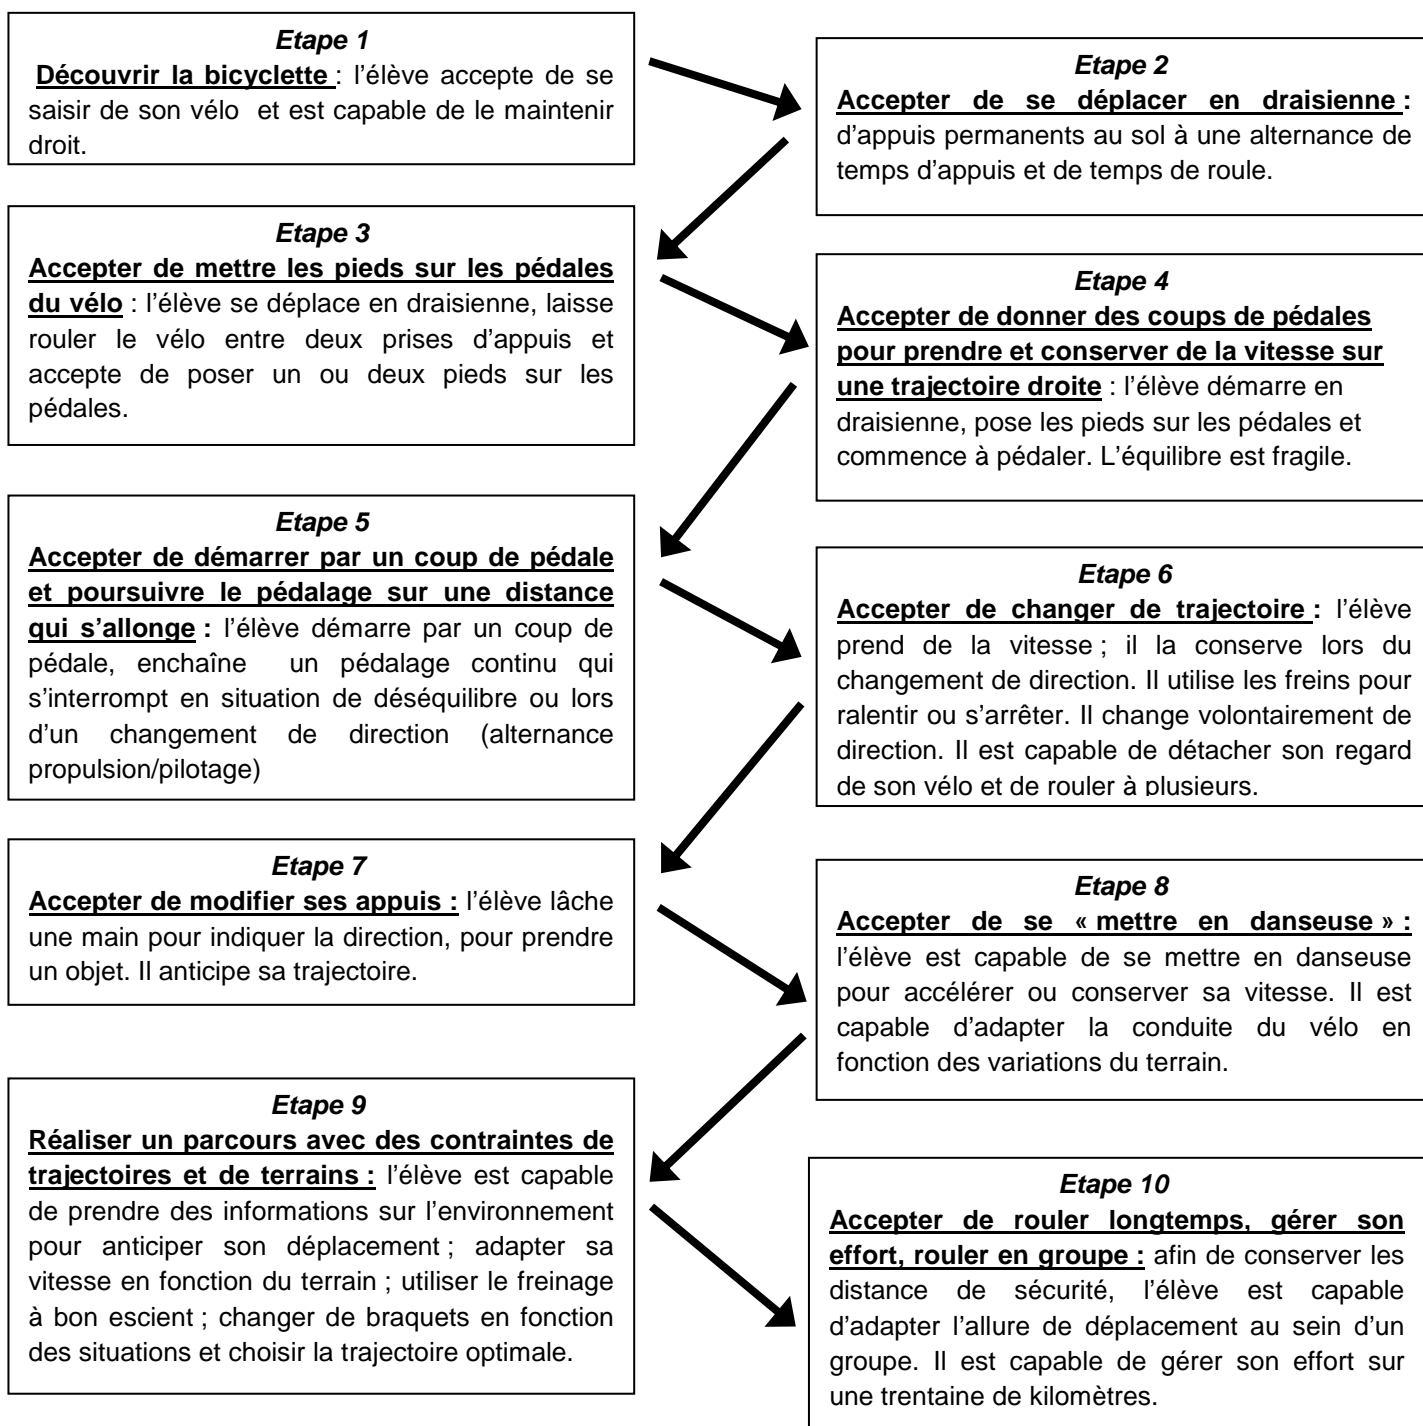 Etape 1
Découvrir la bicyclette : l’élève accepte de se
saisir de son vélo et est capable de le maintenir
droit.
Etape 2
Accepter de se déplacer en draisienne :
d’appuis permanents au sol à une alternance de
temps d’appuis et de temps de roule.
Etape 3
Accepter de mettre les pieds sur les pédales
du vélo : l’élève se déplace en draisienne, laisse
rouler le vélo entre deux prises d’appuis et
accepte de poser un ou deux pieds sur les
pédales.
Etape 4
Accepter de donner des coups de pédales
pour prendre et conserver de la vitesse sur
une trajectoire droite : l’élève démarre en
draisienne, pose les pieds sur les pédales et
commence à pédaler. L’équilibre est fragile.
Etape 5
Accepter de démarrer par un coup de pédale
et poursuivre le pédalage sur une distance
qui s’allonge : l’élève démarre par un coup de
pédale, enchaîne un pédalage continu qui
s’interrompt en situation de déséquilibre ou lors
d’un changement de direction (alternance
propulsion/pilotage)
Etape 6
Accepter de changer de trajectoire : l’élève
prend de la vitesse ; il la conserve lors du
changement de direction. Il utilise les freins pour
ralentir ou s’arrêter. Il change volontairement de
direction. Il est capable de détacher son regard
de son vélo et de rouler à plusieurs.
Etape 7
Accepter de modifier ses appuis : l’élève lâche
une main pour indiquer la direction, pour prendre
un objet. Il anticipe sa trajectoire.
Etape 8
Accepter de se « mettre en danseuse » :
l’élève est capable de se mettre en danseuse
pour accélérer ou conserver sa vitesse. Il est
capable d’adapter la conduite du vélo en
fonction des variations du terrain.
Etape 9
Réaliser un parcours avec des contraintes de
trajectoires et de terrains : l’élève est capable
de prendre des informations sur l’environnement
pour anticiper son déplacement ; adapter sa
vitesse en fonction du terrain ; utiliser le freinage
à bon escient ; changer de braquets en fonction
des situations et choisir la trajectoire optimale.
Etape 10
Accepter de rouler longtemps, gérer son
effort, rouler en groupe : afin de conserver les
distance de sécurité, l’élève est capable
d’adapter l’allure de déplacement au sein d’un
groupe. Il est capable de gérer son effort sur
une trentaine de kilomètres.